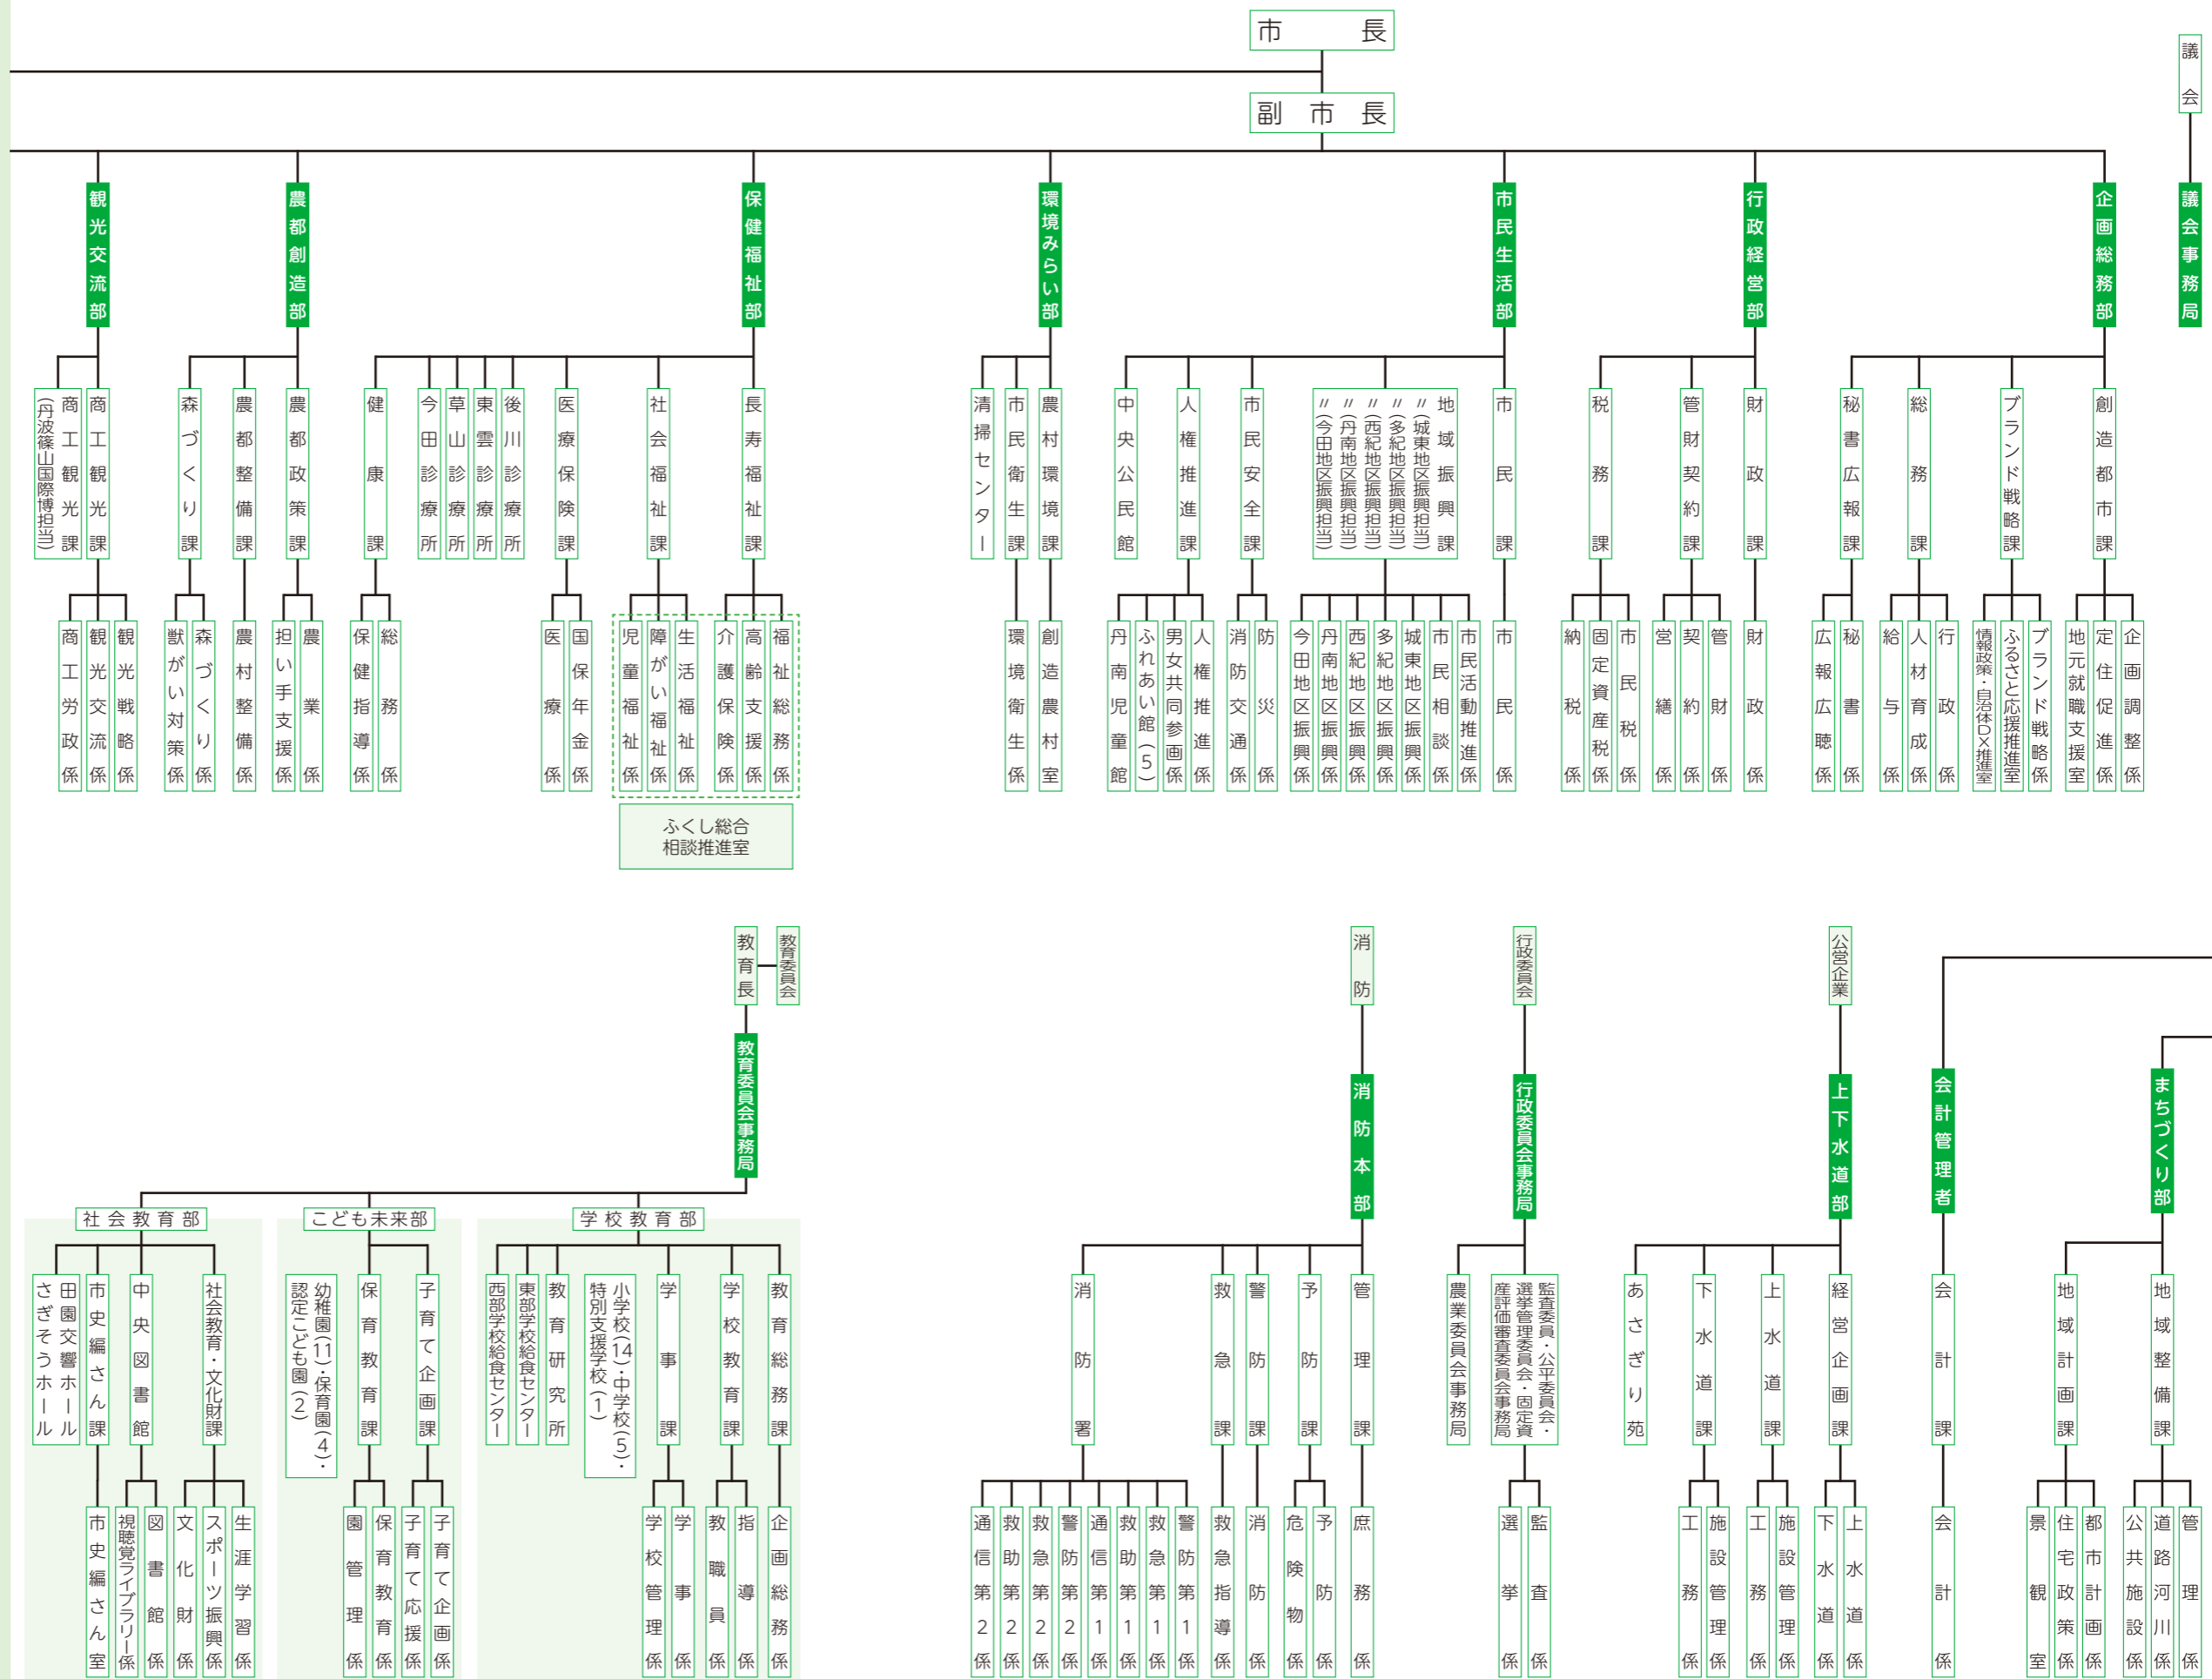 市長
副市長
議会
議会事務局
企画総務部
創造都市課
企画調整係
定住促進係
地元就職支援室
ブランド戦略課
ブランド戦略係
ふるさと応援推進室
情報政策・自治体DX推進室
総務課
行政係
人材育成係
給与係
秘書広報課
秘書係
広報広聴係
行政経営部
財政課
財政係
管財契約課
管財係
契約係
営繕係
税務課
市民税係
固定資産税係
納税係
市民生活部
市民課
市民係
地域振興課
〃(城東地区振興担当)
〃(多紀地区振興担当)
〃(西紀地区振興担当)
〃(丹南地区振興担当)
〃(今田地区振興担当)
市民活動推進係
市民相談係
城東地区振興係
多紀地区振興係
西紀地区振興係
丹南地区振興係
今田地区振興係
市民安全課
防災係
消防交通係
人権推進課
人権推進係
男女共同参画係
ふれあい館(5)
丹南児童館
中央公民館
環境みらい部
農村環境課
創造農村室
市民衛生課
環境衛生係
清掃センター
保健福祉部
長寿福祉課
福祉総務係
高齢支援係
介護保険係
社会福祉課
生活福祉係
障がい福祉係
児童福祉係
ふくし総合
相談推進室
医療保険課
国保年金係
医療係
後川診療所
東雲診療所
草山診療所
今田診療所
健康課
総務係
保健指導係
農都創造部
農都政策課
農業係
担い手支援係
農都整備課
農村整備係
森づくり課
森づくり係
獣がい対策係
観光交流部
商工観光課
観光戦略係
観光交流係
商工労政係
商工観光課
(丹波篠山国際博担当)
まちづくり部
地域整備課
管理係
道路河川係
公共施設係
地域計画課
都市計画係
住宅政策係
景観室
会計管理者
会計課
会計係
公営企業
上下水道部
経営企画課
上水道係
下水道係
上水道課
施設管理係
工務係
下水道課
施設管理係
工務係
あさぎり苑
行政委員会
行政委員会事務局
監査委員・公平委員会・
選挙管理委員会・固定資
産評価審査委員会事務局
監査係
選挙係
農業委員会事務局
消防
消防本部
管理課
庶務係
予防課
予防係
危険物係
警防課
消防係
救急課
救急指導係
消防署
警防第1係
救急第1係
救助第1係
通信第1係
警防第2係
救急第2係
救助第2係
通信第2係
教育委員会
教育長
教育委員会事務局
学校教育部
教育総務課
企画総務係
学校教育課
指導係
教職員係
学事課
学事係
学校管理係
小学校(14)・中学校(5)・
特別支援学校(1)
教育研究所
東部学校給食センター
西部学校給食センター
こども未来部
子育て企画課
子育て企画係
子育て応援係
保育教育課
保育教育係
園管理係
幼稚園(11)・保育園(4)・
認定こども園(2)
社会教育部
社会教育・文化財課
生涯学習係
スポーツ振興係
文化財係
中央図書館
図書館係
視聴覚ライブラリー係
市史編さん課
市史編さん室
田園交響ホール
さぎそうホール